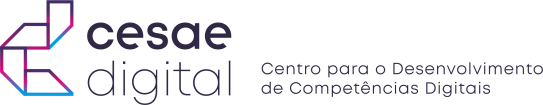 cesae
digital
Centro para o Desenvolvimento
de Competências Digitais